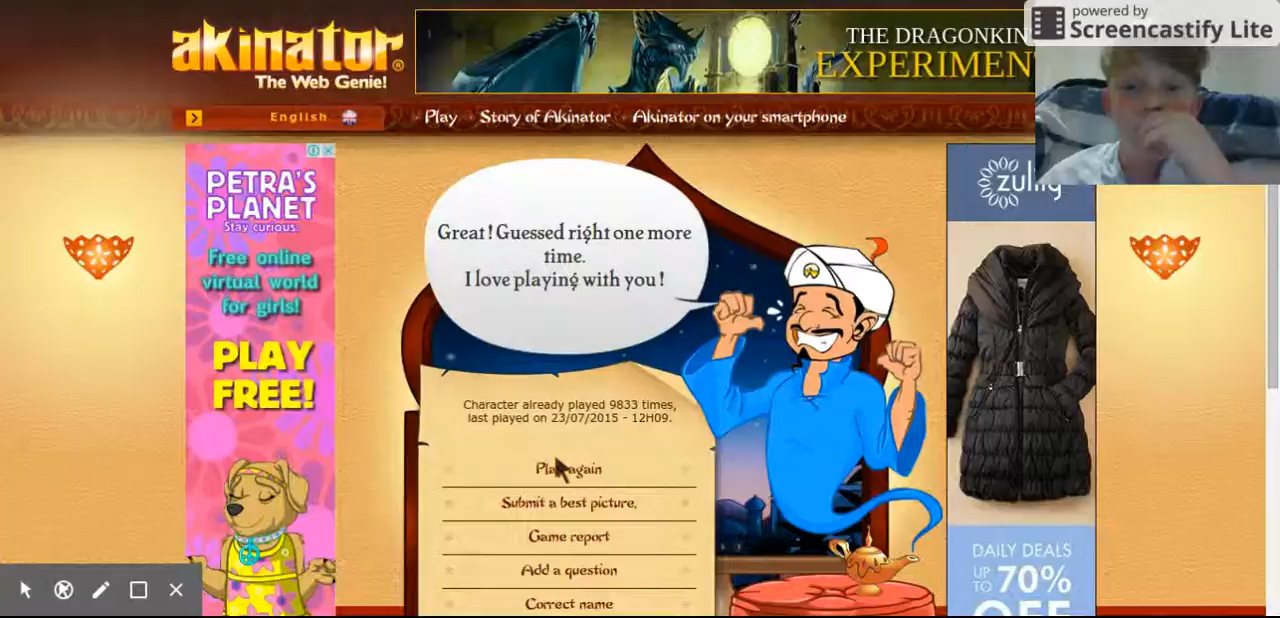 akinator®
The Web Genie!
THE DRAGONKIN
EXPERIMEN
powered by
Screencastify Lite
English
Play · Story of Akinator · Akinator on your smartphone
PETRA'S
PLANET
Stay curious.
Free online
virtual world
for girls!
PLAY
FREE!
Great! Guessed right one more
time.
I love playing with you!
Character already played 9833 times,
last played on 23/07/2015 - 12H09.
Play again
Submit a best picture.
Game report
Add a question
Correct name
zulily
DAILY DEALS
UP TO 70%
OFF